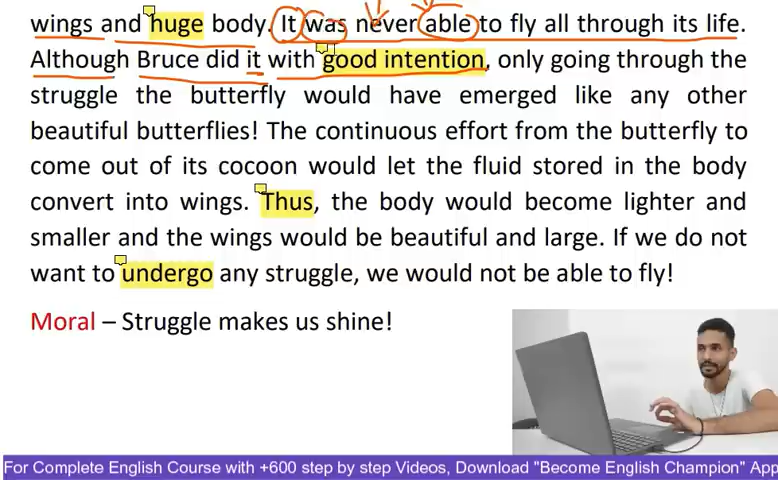 wings and huge body. It was never able to fly all through its life.
Although Bruce did it with good intention, only going through the
struggle the butterfly would have emerged like any other
beautiful butterflies! The continuous effort from the butterfly to
come out of its cocoon would let the fluid stored in the body
convert into wings. Thus, the body would become lighter and
smaller and the wings would be beautiful and large. If we do not
want to undergo any struggle, we would not be able to fly!
Moral – Struggle makes us shine!
For Complete English Course with +600 step by step Videos, Download "Become English Champion" App